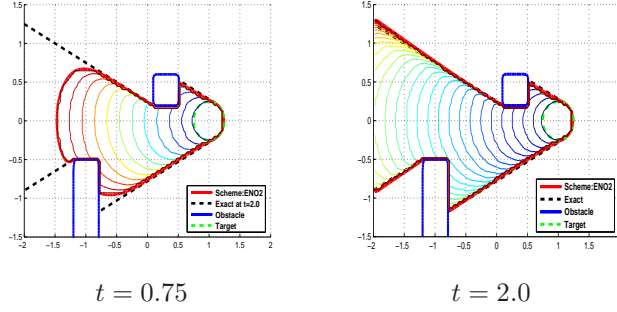 1.5
1
0.5
0
−0.5
−1
−1.5
−2 −1.5 −1 −0.5 0 0.5 1 1.5 2
Scheme:ENO2
Exact at t=2.0
Obstacle
Target
t = 0.75
1.5
1
0.5
0
−0.5
−1
−1.5
−2 −1.5 −1 −0.5 0 0.5 1 1.5
Scheme:ENO2
Exact
Obstacle
Target
t = 2.0